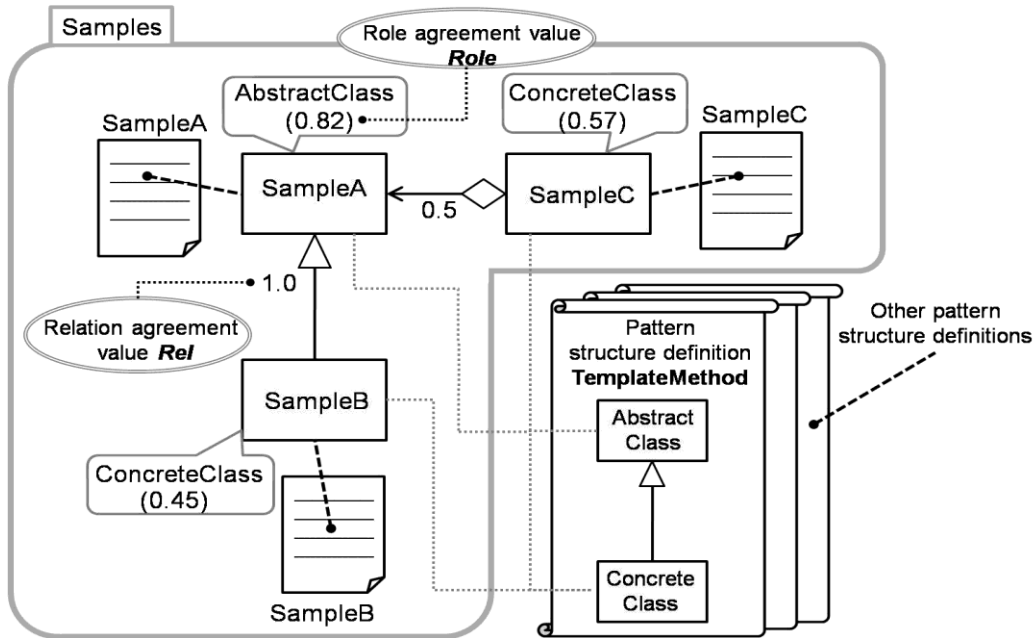 Samples
Role agreement value
Role
AbstractClass
(0.82)
ConcreteClass
(0.57)
SampleA
SampleC
SampleA
SampleC
0.5
1.0
Relation agreement
value Rel
Other pattern
structure definitions
Pattern
structure definition
TemplateMethod
SampleB
Abstract
Class
ConcreteClass
(0.45)
Concrete
Class
SampleB